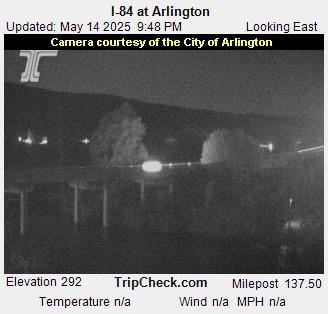 I-84 at Arlington
Updated: May 14 2025 9:48 PM Looking East
Camera courtesy of the City of Arlington
Elevation 292 TripCheck.com Milepost 137.50
Temperature n/a Wind n/a MPH n/a